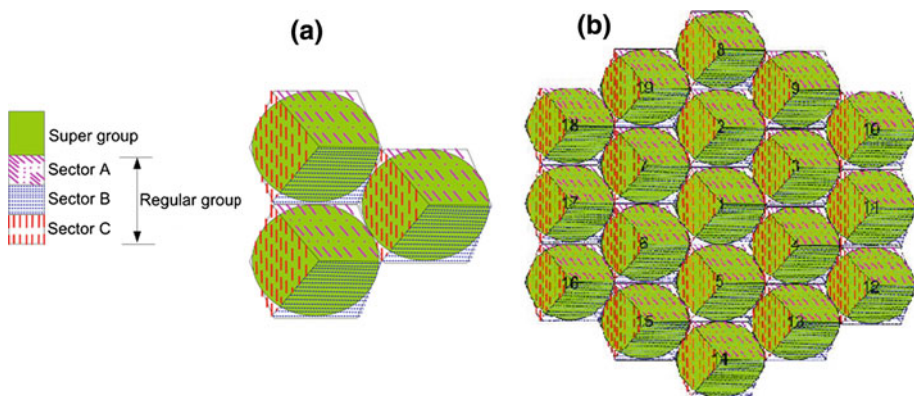 (a)
(b)
Super group
Sector A
Sector B
Sector C
Regular group
8
19
9
18
2
10
7
3
17
1
11
6
4
16
5
12
15
13
14